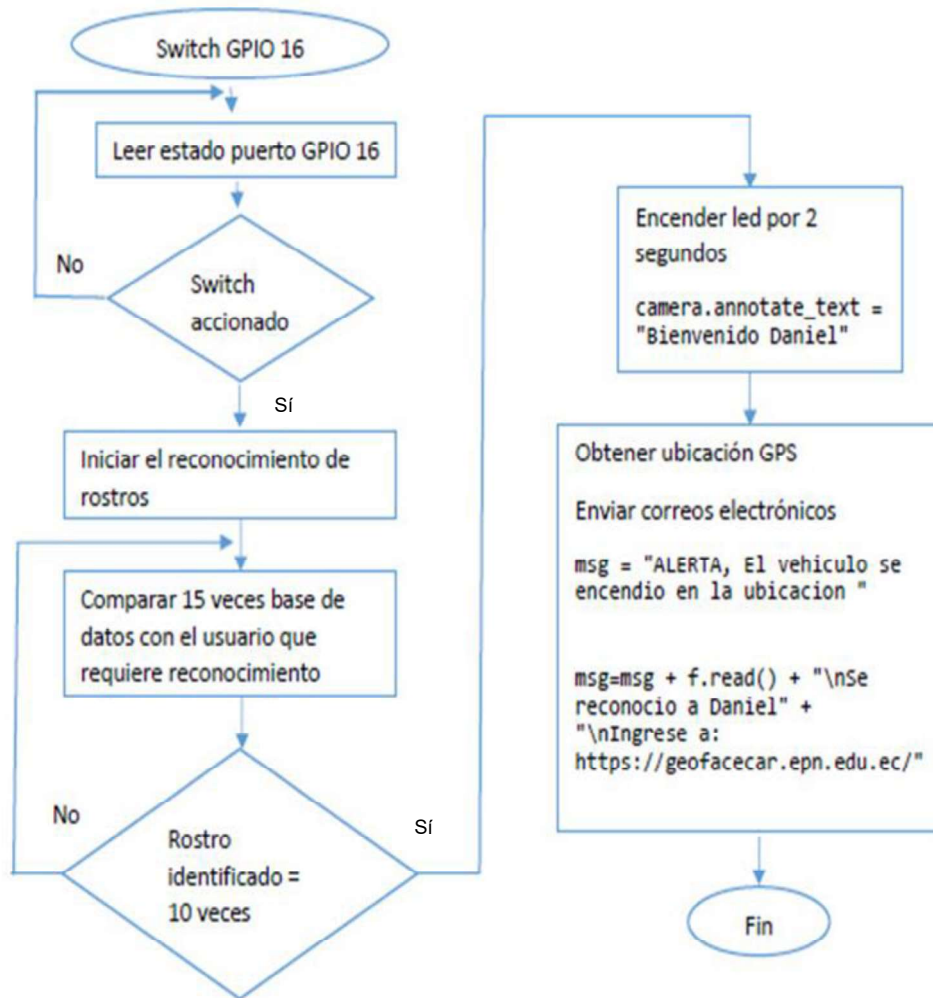 Switch GPIO 16
Leer estado puerto GPIO 16
No
Switch
accionado
Sí
Iniciar el reconocimiento de
rostros
Comparar 15 veces base de
datos con el usuario que
requiere reconocimiento
No
Sí
Rostro
identificado =
10 veces
Encender led por 2
segundos
camera.annotate_text =
"Bienvenido Daniel"
Obtener ubicación GPS
Enviar correos electrónicos
msg = "ALERTA, El vehiculo se
encendio en la ubicacion "
msg=msg + f.read() + "\nSe
reconocio a Daniel" +
"\nIngrese a:
https://geofacecar.epn.edu.ec/"
Fin